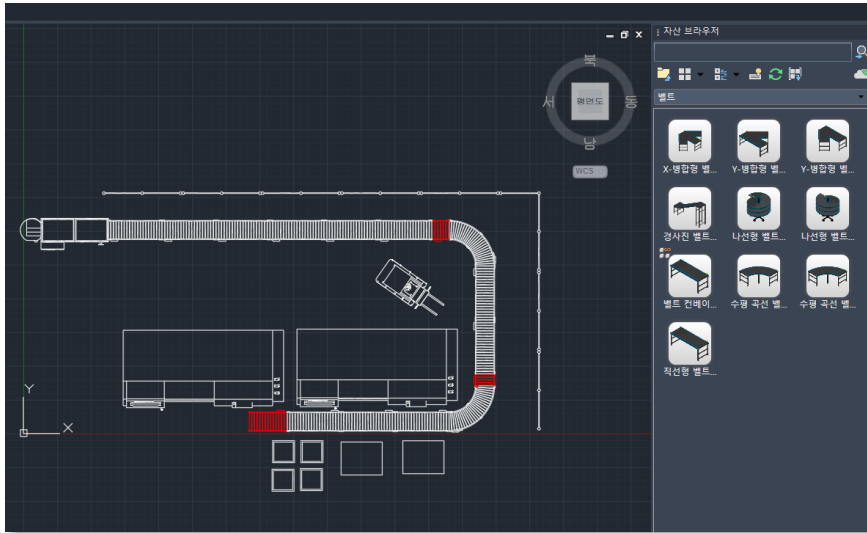 자산 브라우저
북
서
평면도
동
남
WCS
벨트
X-병합형 벨...
Y-병합형 벨...
Y-병합형 벨...
경사진 벨트...
나선형 벨트...
나선형 벨트...
벨트 컨베이...
수평 곡선 벨...
수평 곡선 벨...
직선형 벨트...
Y
X